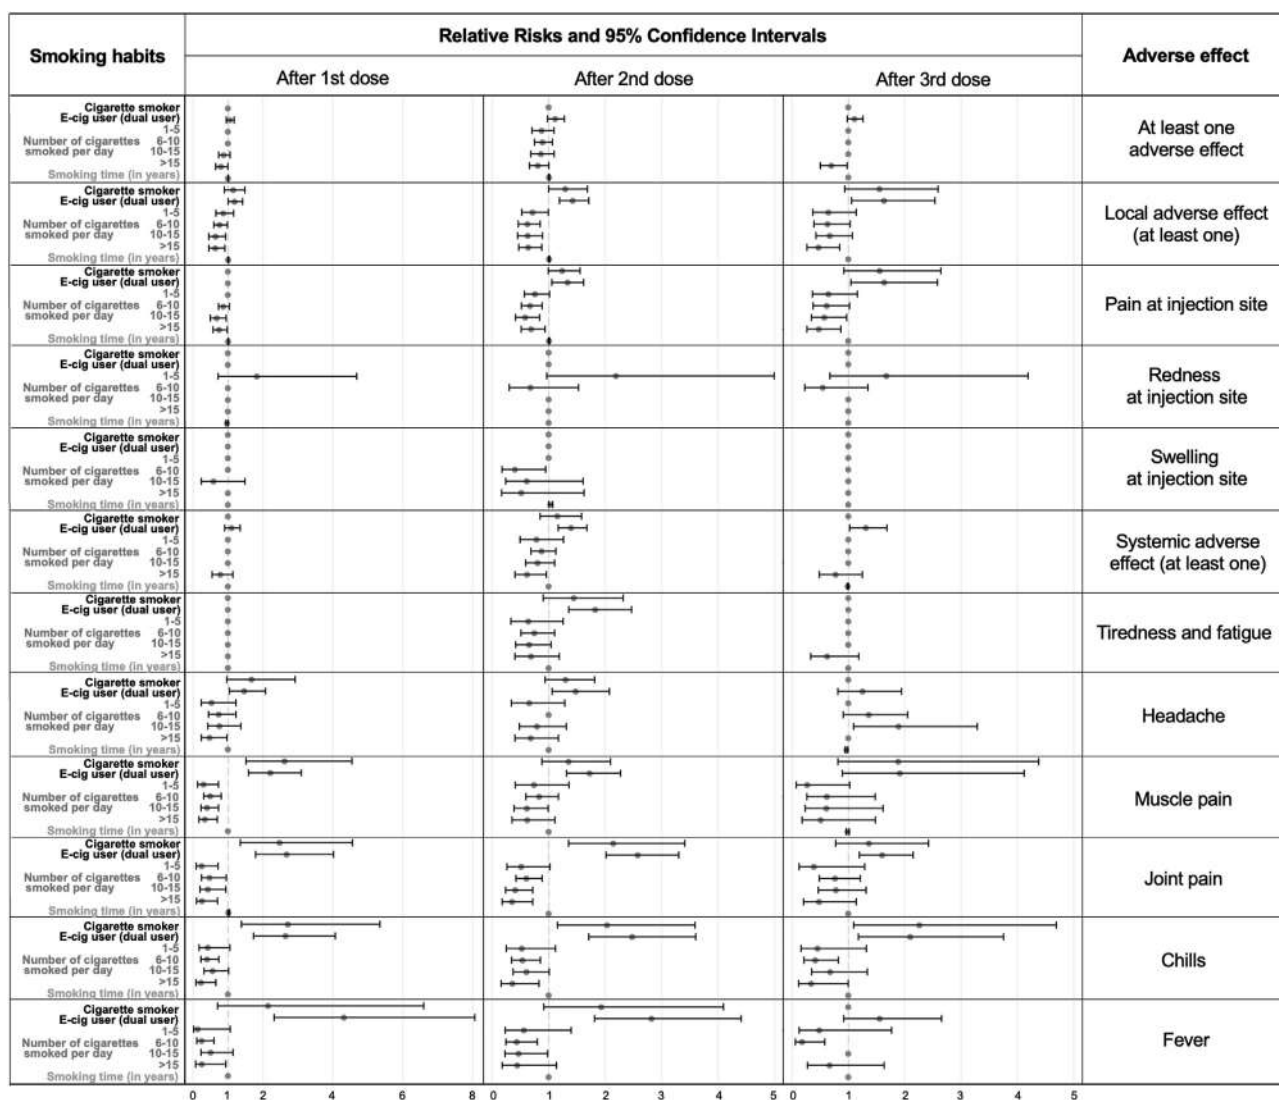 Smoking habits
Relative Risks and 95% Confidence Intervals
Adverse effect
After 1st dose
After 2nd dose
After 3rd dose
Cigarette smoker
E-cig user (dual user)
1-5
Number of cigarettes 6-10
smoked per day 10-15
>15
Smoking time (in years)
At least one
adverse effect
Cigarette smoker
E-cig user (dual user)
1-5
Number of cigarettes 6-10
smoked per day 10-15
>15
Smoking time (in years)
Local adverse effect
(at least one)
Cigarette smoker
E-cig user (dual user)
1-5
Number of cigarettes 6-10
smoked per day 10-15
>15
Smoking time (in years)
Pain at injection site
Cigarette smoker
E-cig user (dual user)
1-5
Number of cigarettes 6-10
smoked per day 10-15
>15
Smoking time (in years)
Redness
at injection site
Cigarette smoker
E-cig user (dual user)
1-5
Number of cigarettes 6-10
smoked per day 10-15
>15
Smoking time (in years)
Swelling
at injection site
Cigarette smoker
E-cig user (dual user)
1-5
Number of cigarettes 6-10
smoked per day 10-15
>15
Smoking time (in years)
Systemic adverse
effect (at least one)
Cigarette smoker
E-cig user (dual user)
1-5
Number of cigarettes 6-10
smoked per day 10-15
>15
Smoking time (in years)
Tiredness and fatigue
Cigarette smoker
E-cig user (dual user)
1-5
Number of cigarettes 6-10
smoked per day 10-15
>15
Smoking time (in years)
Headache
Cigarette smoker
E-cig user (dual user)
1-5
Number of cigarettes 6-10
smoked per day 10-15
>15
Smoking time (in years)
Muscle pain
Cigarette smoker
E-cig user (dual user)
1-5
Number of cigarettes 6-10
smoked per day 10-15
>15
Smoking time (in years)
Joint pain
Cigarette smoker
E-cig user (dual user)
1-5
Number of cigarettes 6-10
smoked per day 10-15
>15
Smoking time (in years)
Chills
Cigarette smoker
E-cig user (dual user)
1-5
Number of cigarettes 6-10
smoked per day 10-15
>15
Smoking time (in years)
Fever
0 1 2 4 6 8 0 1 2 3 4 5 0 1 2 3 4 5